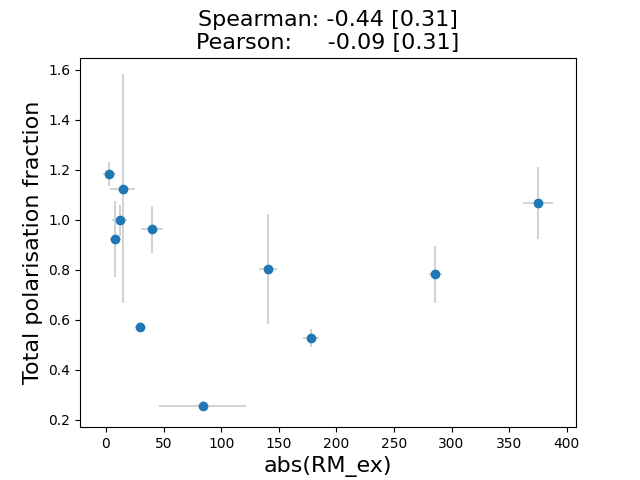 Spearman: -0.44 [0.31]
Pearson: -0.09 [0.31]
1.6
1.4
1.2
1.0
0.8
0.6
0.4
0.2
Total polarisation fraction
0 50 100 150 200 250 300 350 400
abs(RM_ex)